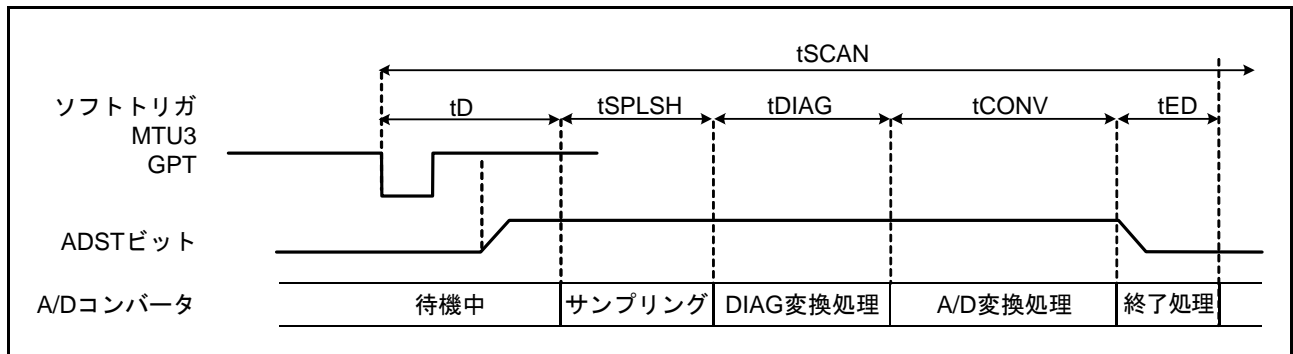 tSCAN
tD tSPLSH tDIAG tCONV tED
ソフトトリガ
MTU3
GPT
ADSTビット
A/Dコンバータ 待機中 サンプリング DIAG変換処理 A/D変換処理 終了処理